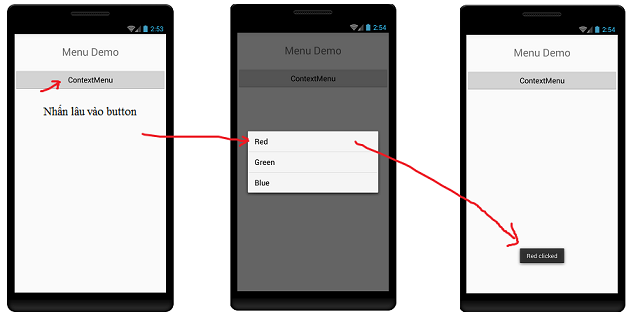 2:53
Menu Demo
ContextMenu
Nhấn lâu vào button
2:54
Menu Demo
ContextMenu
Red
Green
Blue
2:54
Menu Demo
ContextMenu
Red clicked